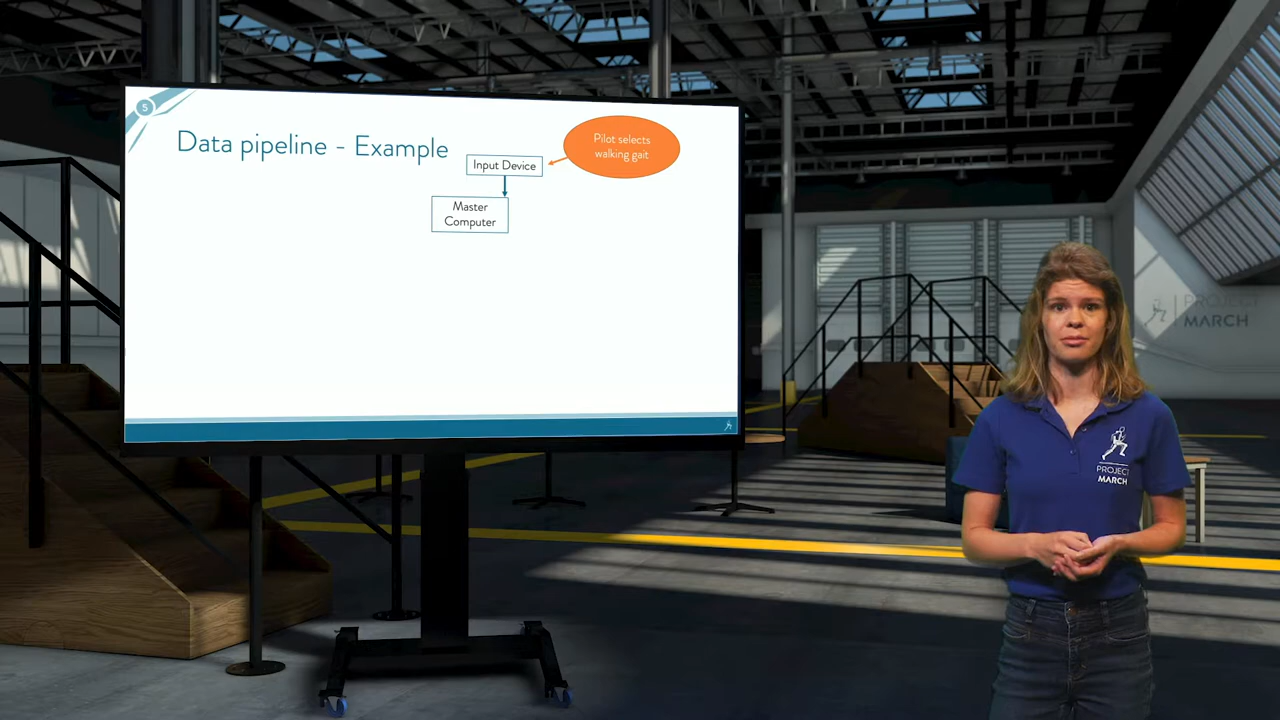 5
Data pipeline - Example
Pilot selects
walking gait
Input Device
Master
Computer
PROJECT
MARCH
PROJECT
MARCH